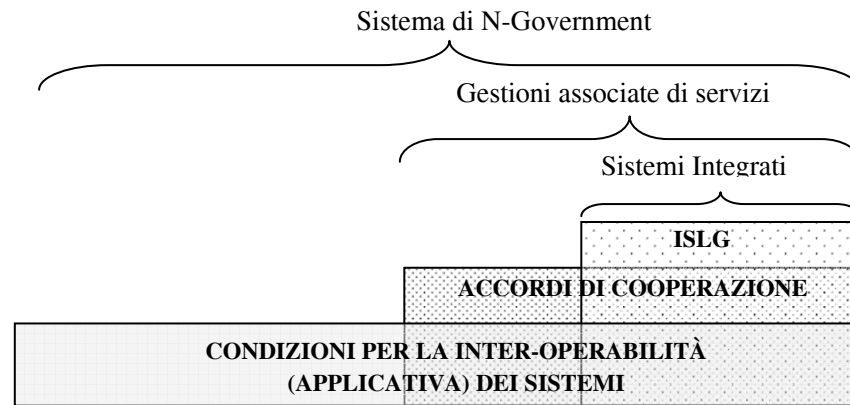 Sistema di N-Government
Gestioni associate di servizi
Sistemi Integrati
ISLG
ACCORDI DI COOPERAZIONE
CONDIZIONI PER LA INTER-OPERABILITÀ
(APPLICATIVA) DEI SISTEMI